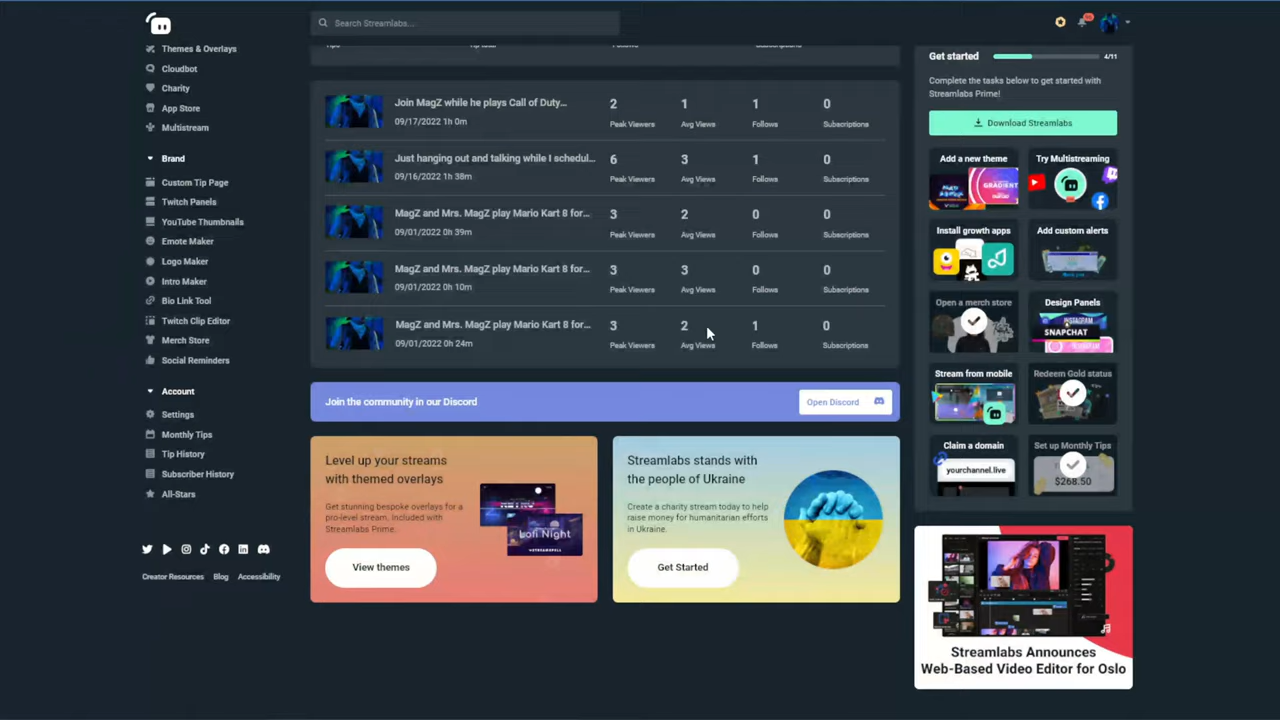 Search Streamlabs...
Themes & Overlays
Cloudbot
Charity
App Store
Multistream
Brand
Custom Tip Page
Twitch Panels
YouTube Thumbnails
Emote Maker
Logo Maker
Intro Maker
Bio Link Tool
Twitch Clip Editor
Merch Store
Social Reminders
Account
Settings
Monthly Tips
Tip History
Subscriber History
All-Stars
Creator Resources Blog Accessibility
Join MagZ while he plays Call of Duty...
09/17/2022 1h 0m
2 1 1 0
Peak Viewers Avg Views Follows Subscriptions
Just hanging out and talking while I schedul...
09/16/2022 1h 38m
6 3 1 0
Peak Viewers Avg Views Follows Subscriptions
MagZ and Mrs. MagZ play Mario Kart 8 for...
09/01/2022 0h 39m
3 2 0 0
Peak Viewers Avg Views Follows Subscriptions
MagZ and Mrs. MagZ play Mario Kart 8 for...
09/01/2022 0h 10m
3 3 0 0
Peak Viewers Avg Views Follows Subscriptions
MagZ and Mrs. MagZ play Mario Kart 8 for...
09/01/2022 0h 24m
3 2 1 0
Peak Viewers Avg Views Follows Subscriptions
Join the community in our Discord
Open Discord
Level up your streams
with themed overlays
Get stunning bespoke overlays for a
pro-level stream. Included with
Streamlabs Prime.
View themes
RETRO
Lofi Night
Streamlabs stands with
the people of Ukraine
Create a charity stream today to help
raise money for humanitarian efforts
in Ukraine.
Get Started
Get started 4/11
Complete the tasks below to get started with
Streamlabs Prime!
Download Streamlabs
Add a new theme
GRADIENT
Try Multistreaming
Install growth apps
Add custom alerts
Open a merch store
Design Panels
INSTAGRAM
SNAPCHAT
Stream from mobile
Redeem Gold status
Claim a domain
yourchannel.live
Set up Monthly Tips
$268.50
Streamlabs Announces
Web-Based Video Editor for Oslo